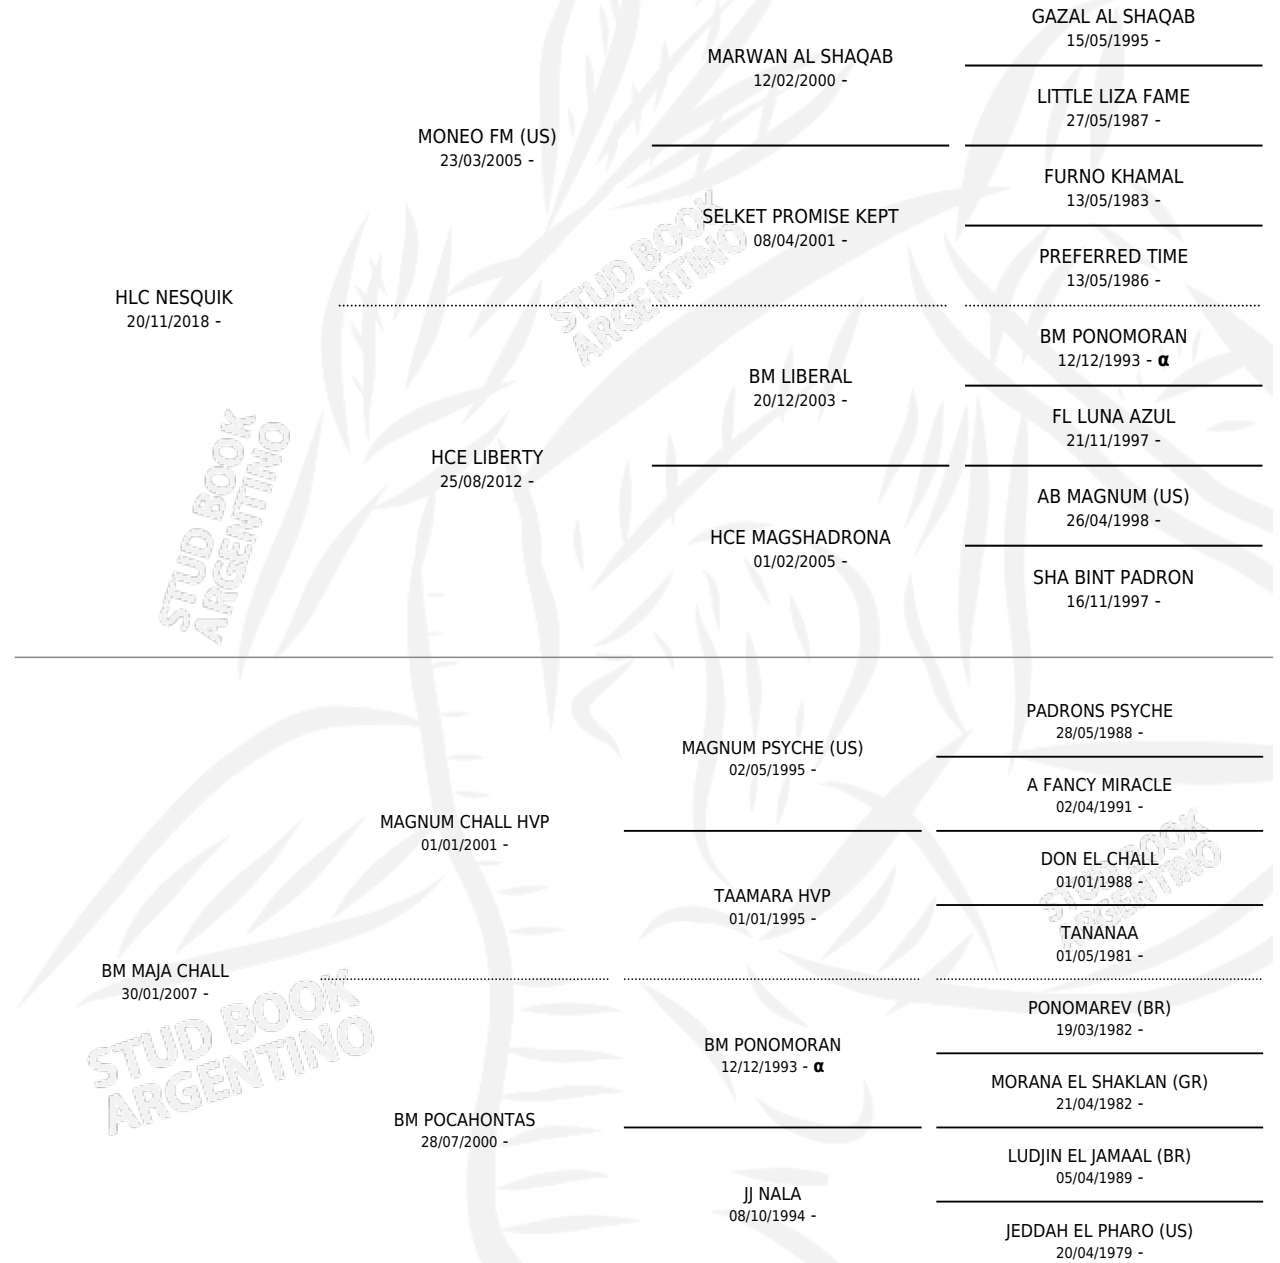 GAZAL AL SHAQAB
15/05/1995 -
MARWAN AL SHAQAB
12/02/2000 -
LITTLE LIZA FAME
27/05/1987 -
MONEO FM (US)
23/03/2005 -
FURNO KHAMAL
13/05/1983 -
SELKET PROMISE KEPT
08/04/2001 -
PREFERRED TIME
13/05/1986 -
HLC NESQUIK
20/11/2018 -
BM PONOMORAN
12/12/1993 - α
BM LIBERAL
20/12/2003 -
FL LUNA AZUL
21/11/1997 -
HCE LIBERTY
25/08/2012 -
AB MAGNUM (US)
26/04/1998 -
HCE MAGSHADRONA
01/02/2005 -
SHA BINT PADRON
16/11/1997 -
STUD BOOK
ARGENTINO
STUD BOOK
ARGENTINO
PADRONS PSYCHE
28/05/1988 -
MAGNUM PSYCHE (US)
02/05/1995 -
A FANCY MIRACLE
02/04/1991 -
MAGNUM CHALL HVP
01/01/2001 -
DON EL CHALL
01/01/1988 -
TAAMARA HVP
01/01/1995 -
TANANAA
01/05/1981 -
BM MAJA CHALL
30/01/2007 -
PONOMAREV (BR)
19/03/1982 -
BM PONOMORAN
12/12/1993 - α
MORANA EL SHAKLAN (GR)
21/04/1982 -
BM POCAHONTAS
28/07/2000 -
LUDJIN EL JAMAAL (BR)
05/04/1989 -
JJ NALA
08/10/1994 -
JEDDAH EL PHARO (US)
20/04/1979 -
STUD BOOK
ARGENTINO
STUD BOOK
ARGENTINO